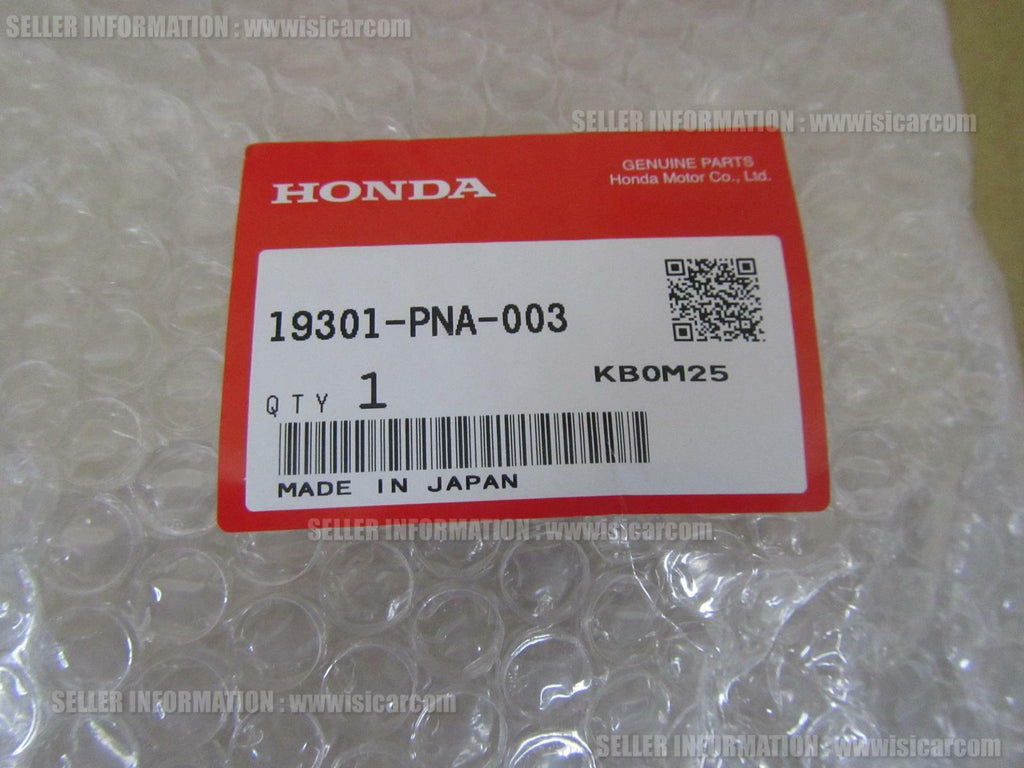 SELLER INFORMATION : wwwisicarcom
SELLER INFORMATION : wwwisicarcom
HONDA
GENUINE PARTS
Honda Motor Co., Ltd.
19301-PNA-003
KB0M25
QTY 1
MADE IN JAPAN
SELLER INFORMATION : wwwisicarcom
SELLER INFORMATION : wwwisicarcom
SELLER INFORMATION : wwwisicarcom